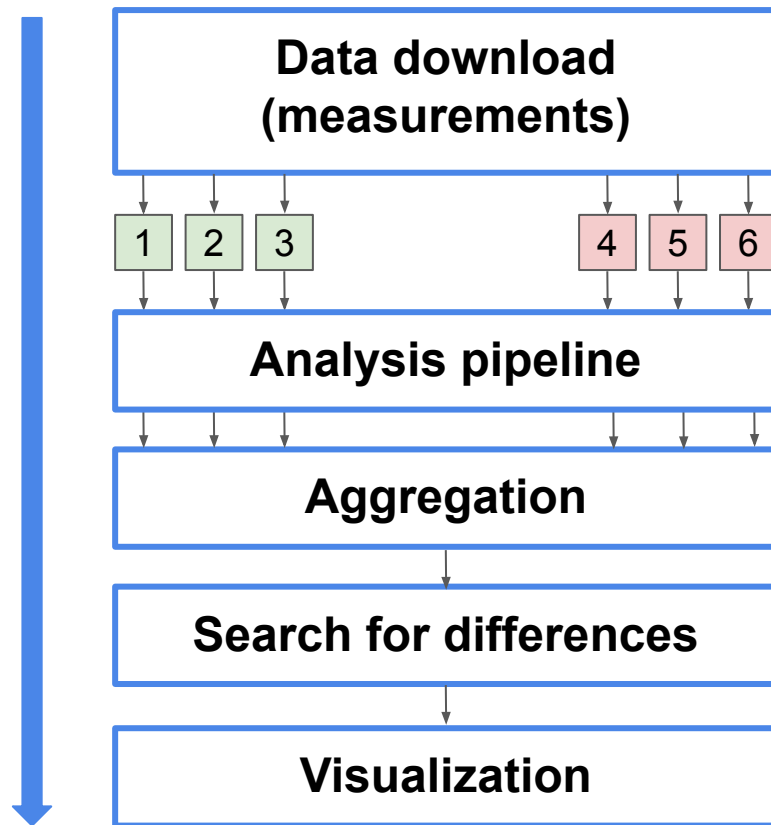 Data download
(measurements)
1 2 3 4 5 6
Analysis pipeline
Aggregation
Search for differences
Visualization